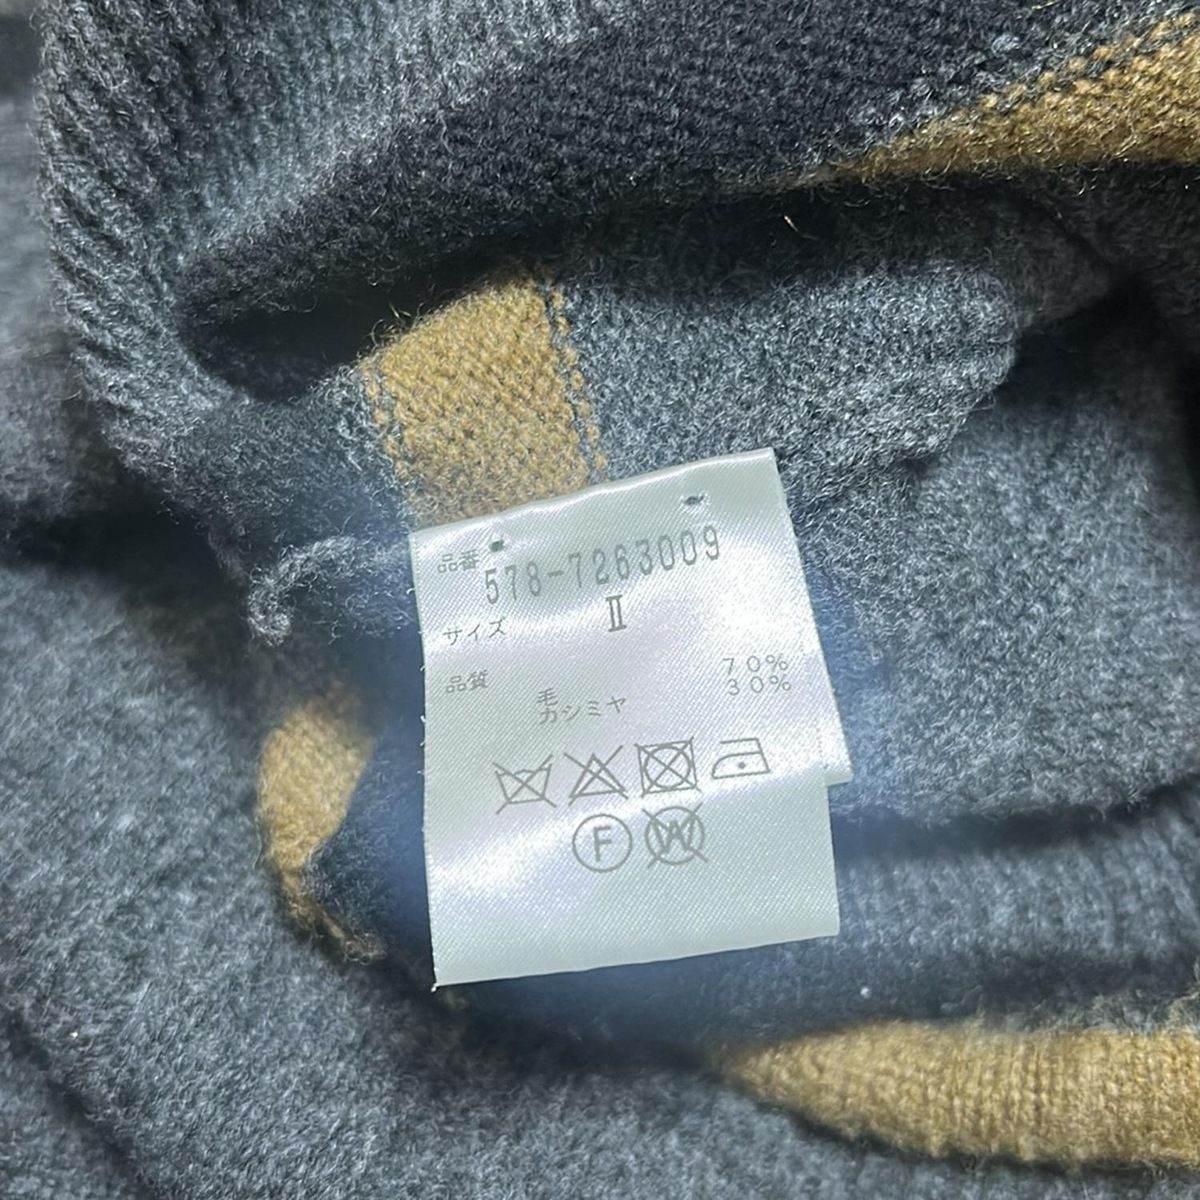 品番 578-7263009
サイズ II
品質
毛 70%
カシミヤ 30%
F W